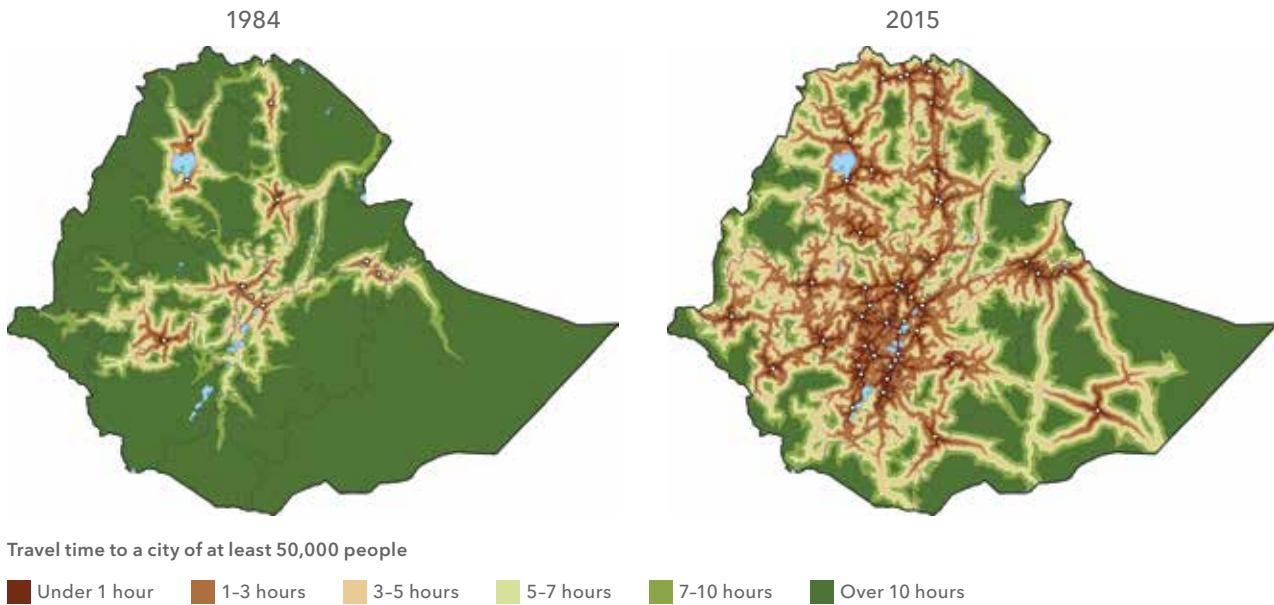 1984
2015
Travel time to a city of at least 50,000 people
Under 1 hour
1–3 hours
3–5 hours
5–7 hours
7–10 hours
Over 10 hours